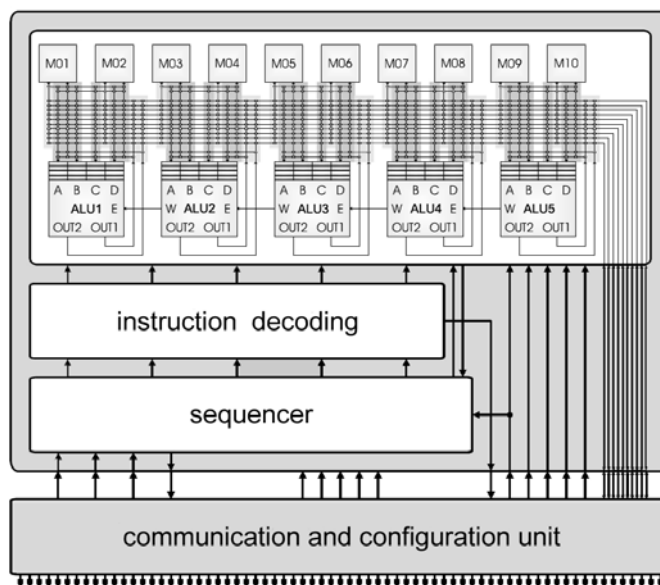 M01 M02 M03 M04 M05 M06 M07 M08 M09 M10
A B C D A B C D A B C D A B C D A B C D
ALU1 E W ALU2 E W ALU3 E W ALU4 E W ALU5
OUT2 OUT1 OUT2 OUT1 OUT2 OUT1 OUT2 OUT1 OUT2 OUT1
instruction decoding
sequencer
communication and configuration unit